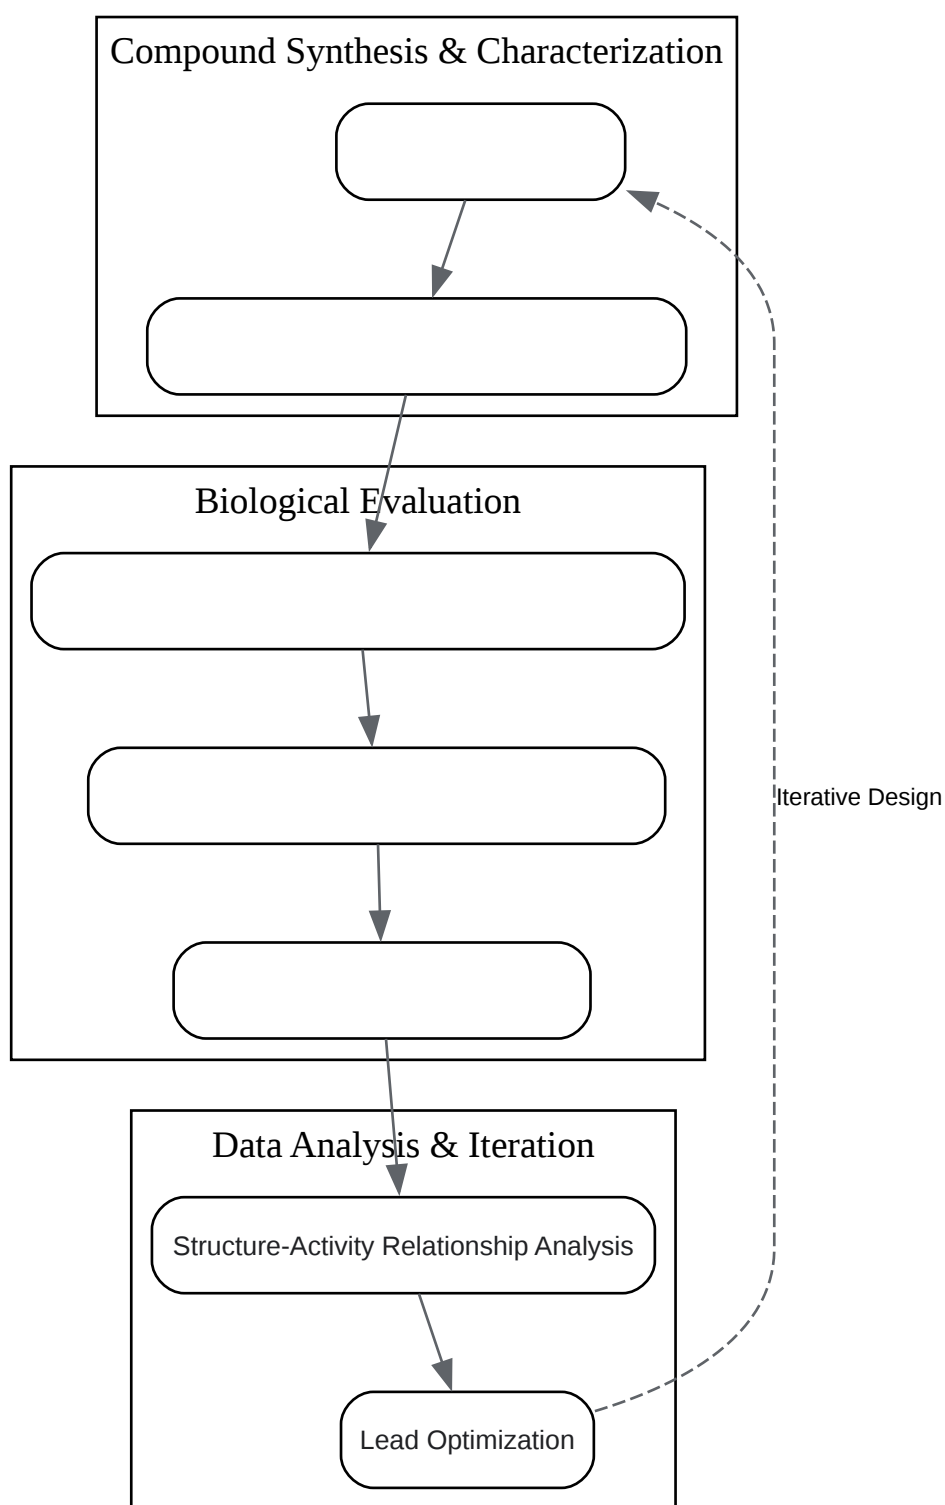 Compound Synthesis & Characterization
Biological Evaluation
Iterative Design
Data Analysis & Iteration
Structure-Activity Relationship Analysis
Lead Optimization